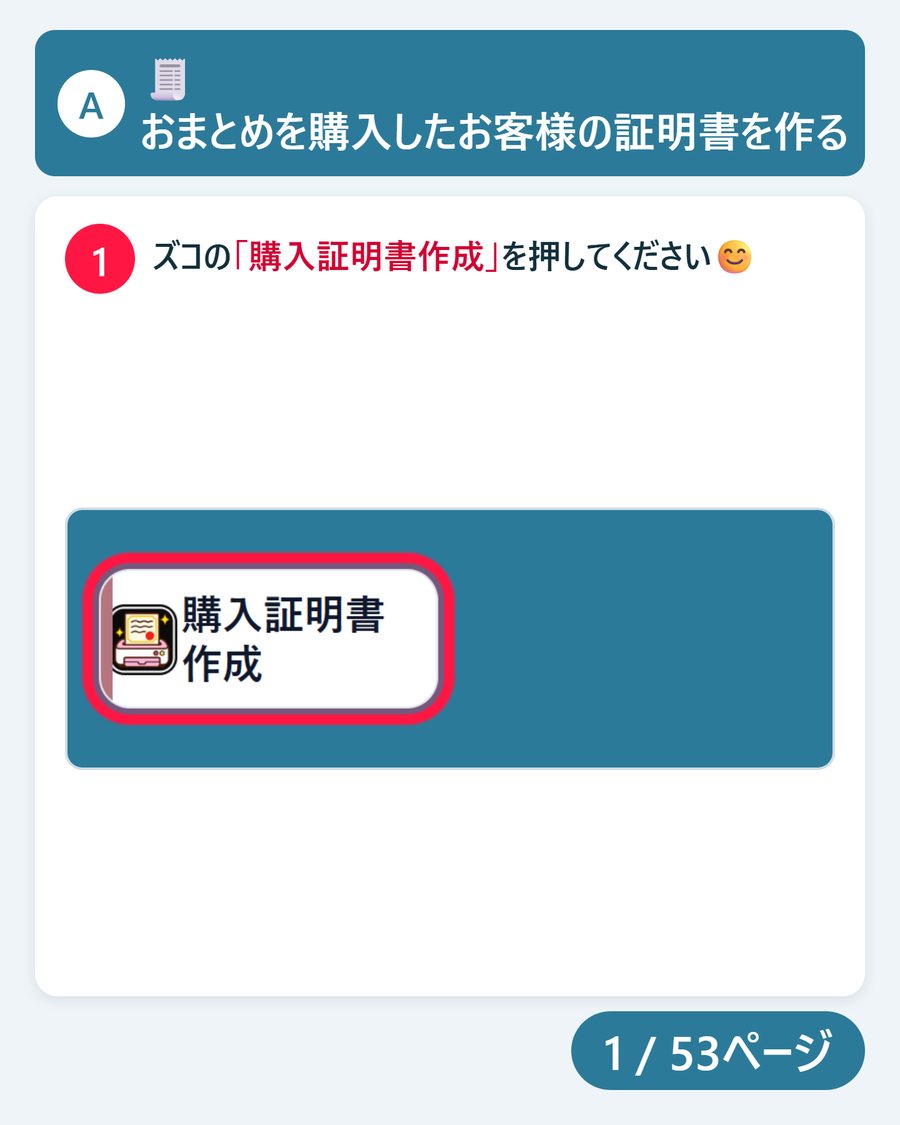 A
おまとめを購入したお客様の証明書を作る
1
ズコの「購入証明書作成」を押してください
購入証明書
作成
1 / 53ページ